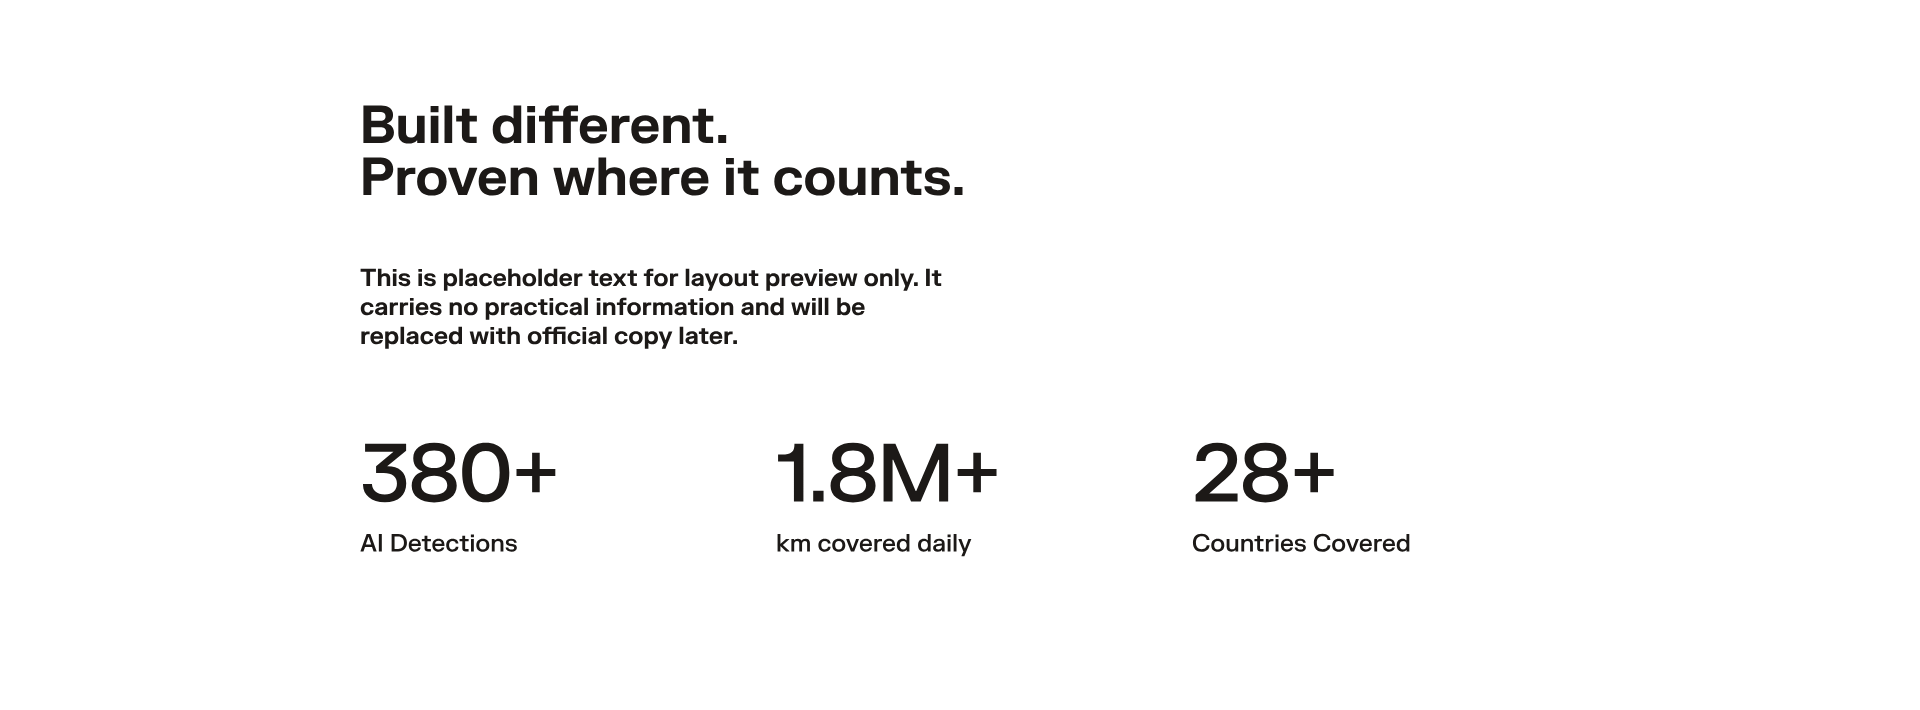 Built different.
Proven where it counts.
This is placeholder text for layout preview only. It
carries no practical information and will be
replaced with official copy later.
380+
1.8M+
28+
AI Detections
km covered daily
Countries Covered